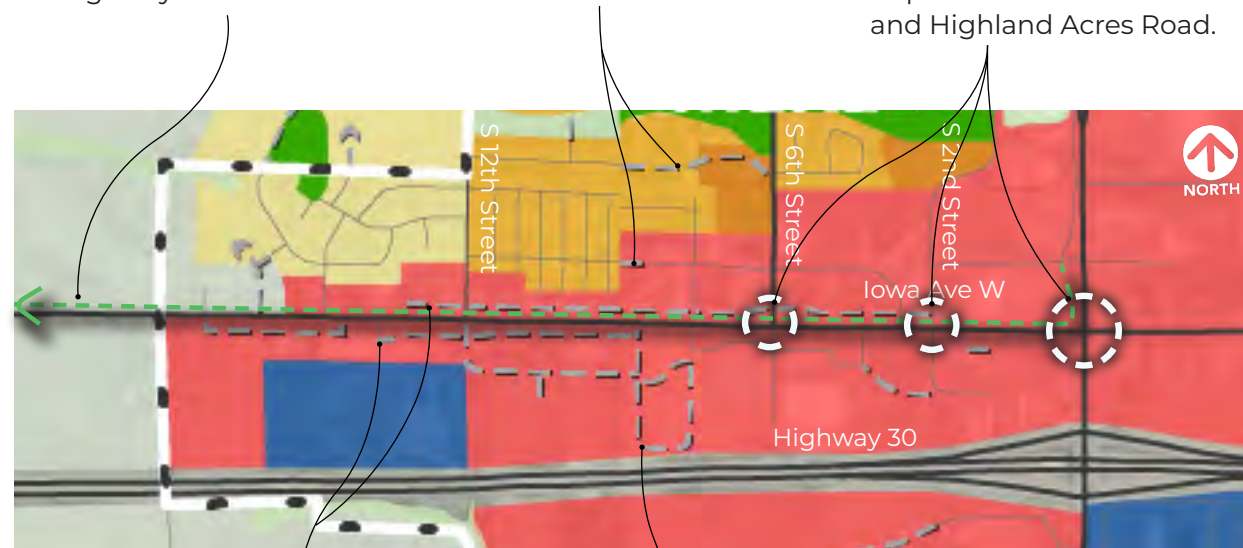 and Highland Acres Road.
S 12th Street
S 6th Street
S 2nd Street
NORTH
Iowa Ave W
Highway 30